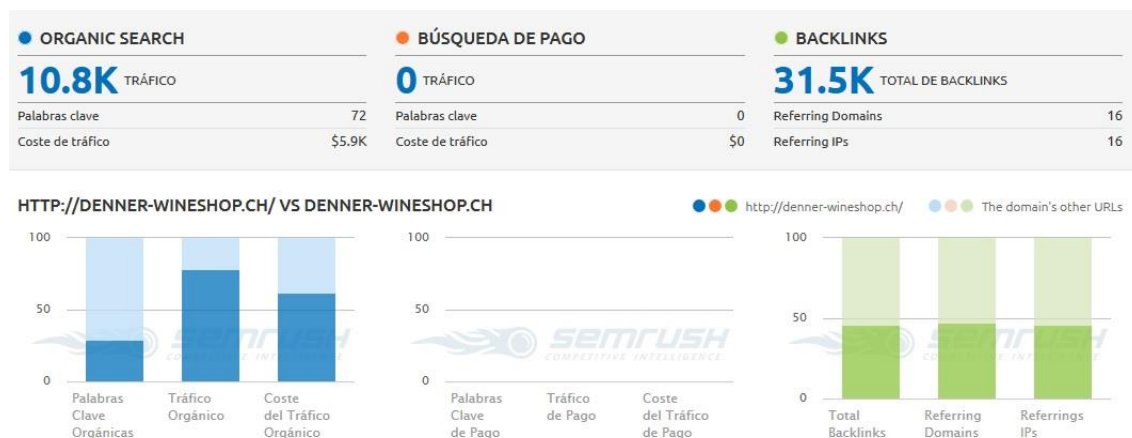 ORGANIC SEARCH
10.8K TRÁFICO
Palabras clave 72
Coste de tráfico $5.9K
BÚSQUEDA DE PAGO
0 TRÁFICO
Palabras clave 0
Coste de tráfico $0
BACKLINKS
31.5K TOTAL DE BACKLINKS
Referring Domains 16
Referring IPs 16
HTTP://DENNER-WINESHOP.CH/ VS DENNER-WINESHOP.CH
http://denner-wineshop.ch/ The domain's other URLs
100
50
0
semrush
COMPETITIVE INTELLIGENCE
Palabras
Clave
Orgánicas
Tráfico
Orgánico
Coste
del Tráfico
Orgánico
100
50
0
semrush
COMPETITIVE INTELLIGENCE
Palabras
Clave
de Pago
Tráfico
de Pago
Coste
del Tráfico
de Pago
100
50
0
semrush
COMPETITIVE INTELLIGENCE
Total
Backlinks
Referring
Domains
Referrings
IPs